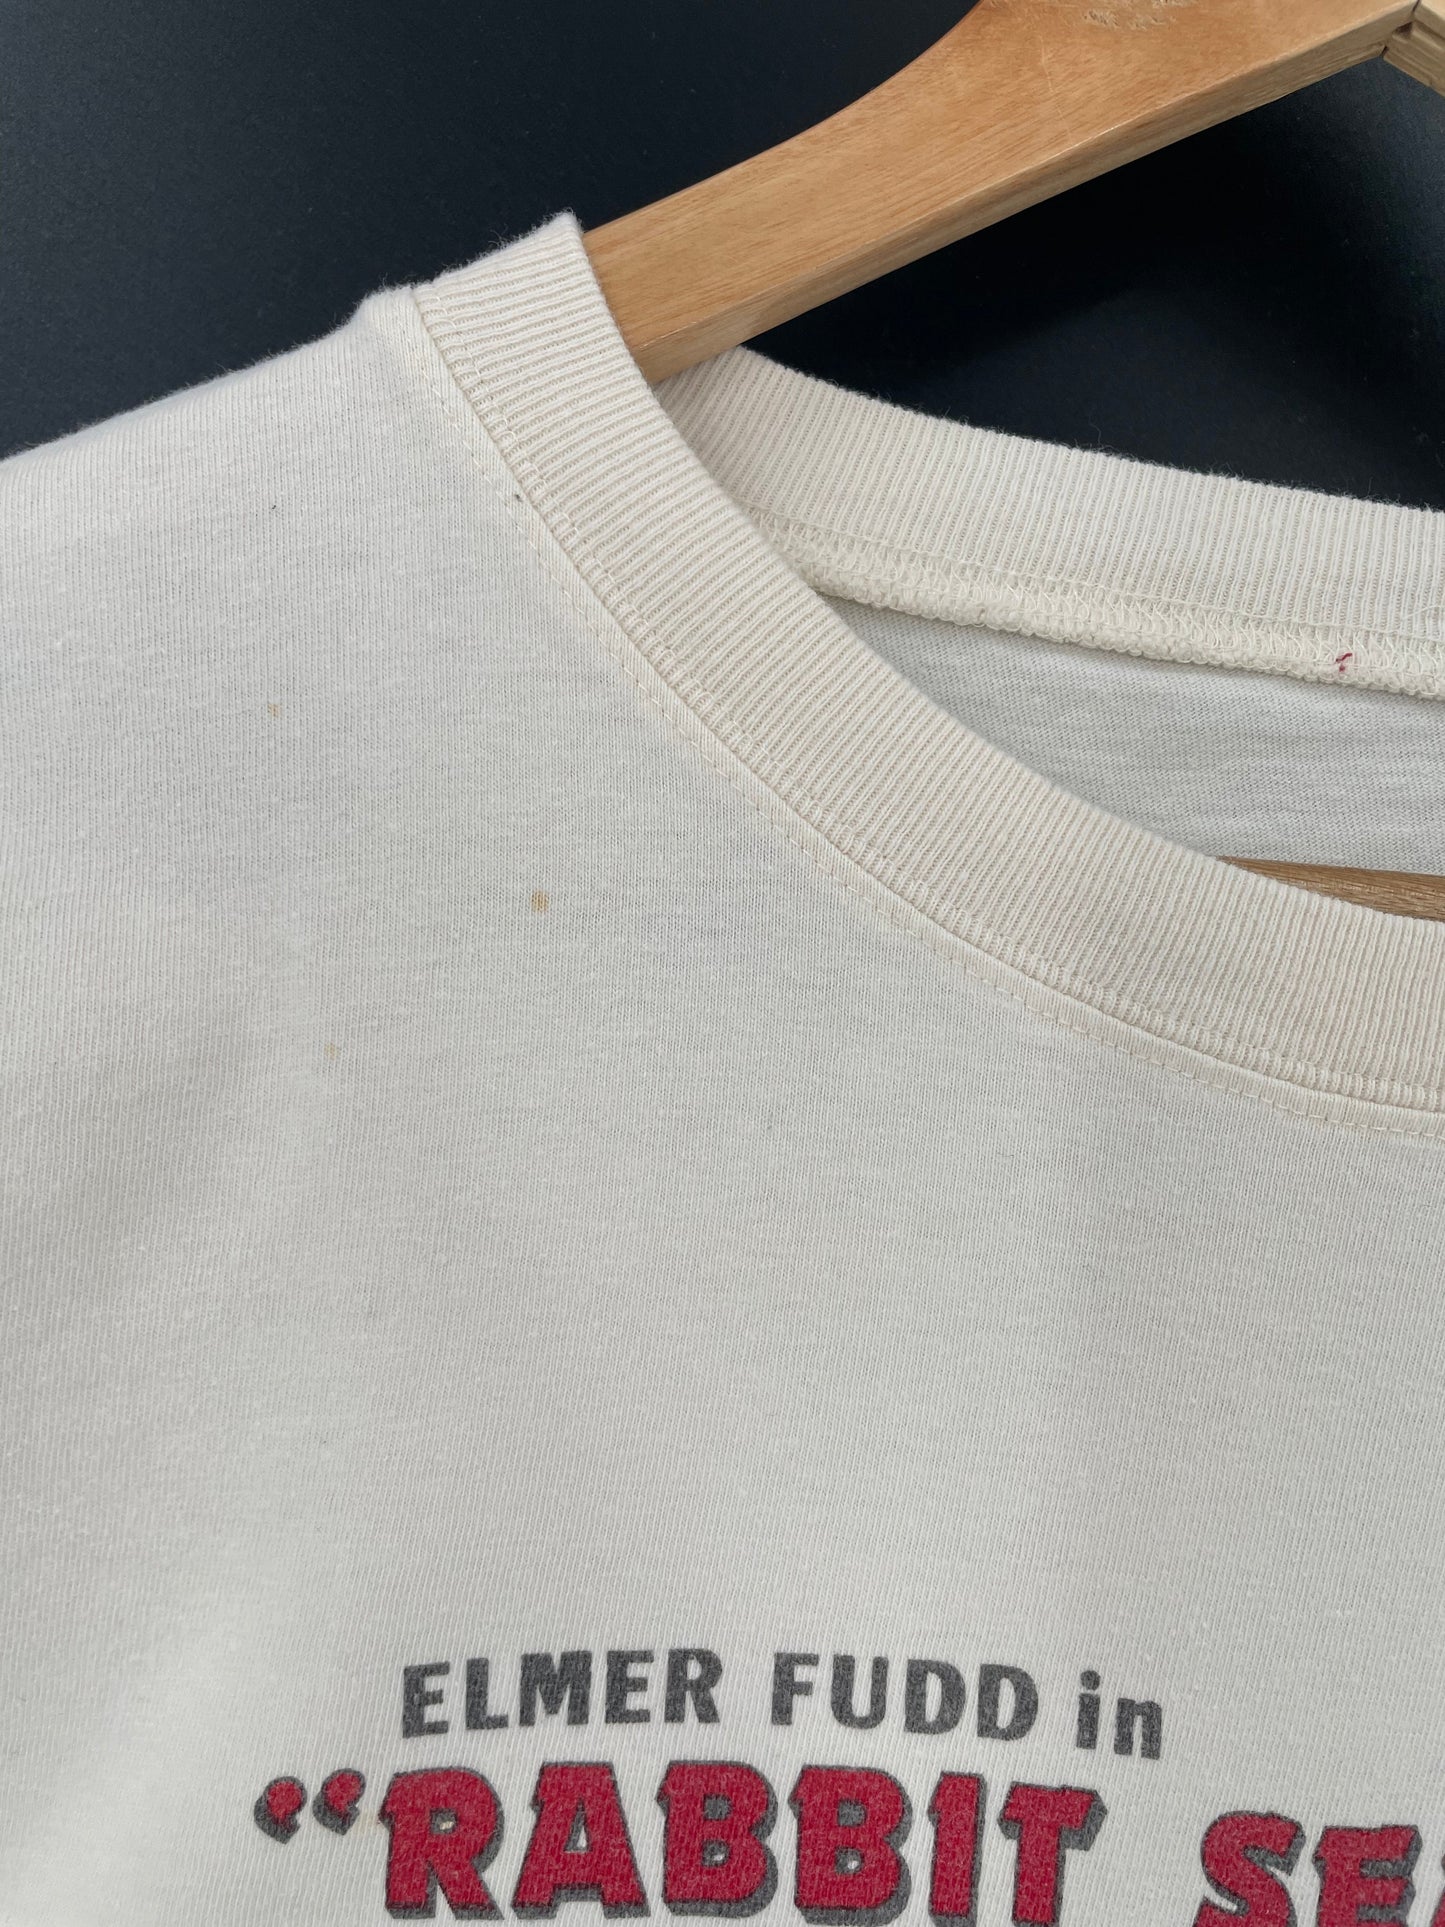 ELMER FUDD in
“RABBIT